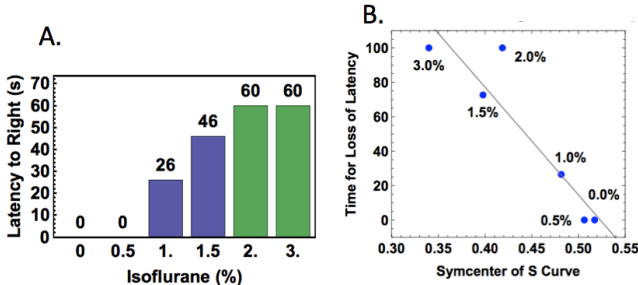 A.
Latency to Right (s)
70
60
50
40
30
20
10
0
0 0 26 46 60 60
0 0.5 1. 1.5 2. 3.
Isoflurane (%)
B.
Time for Loss of Latency
100
80
60
40
20
0
3.0%
2.0%
1.5%
1.0%
0.0%
0.5%
0.30 0.35 0.40 0.45 0.50 0.55
Symcenter of S Curve